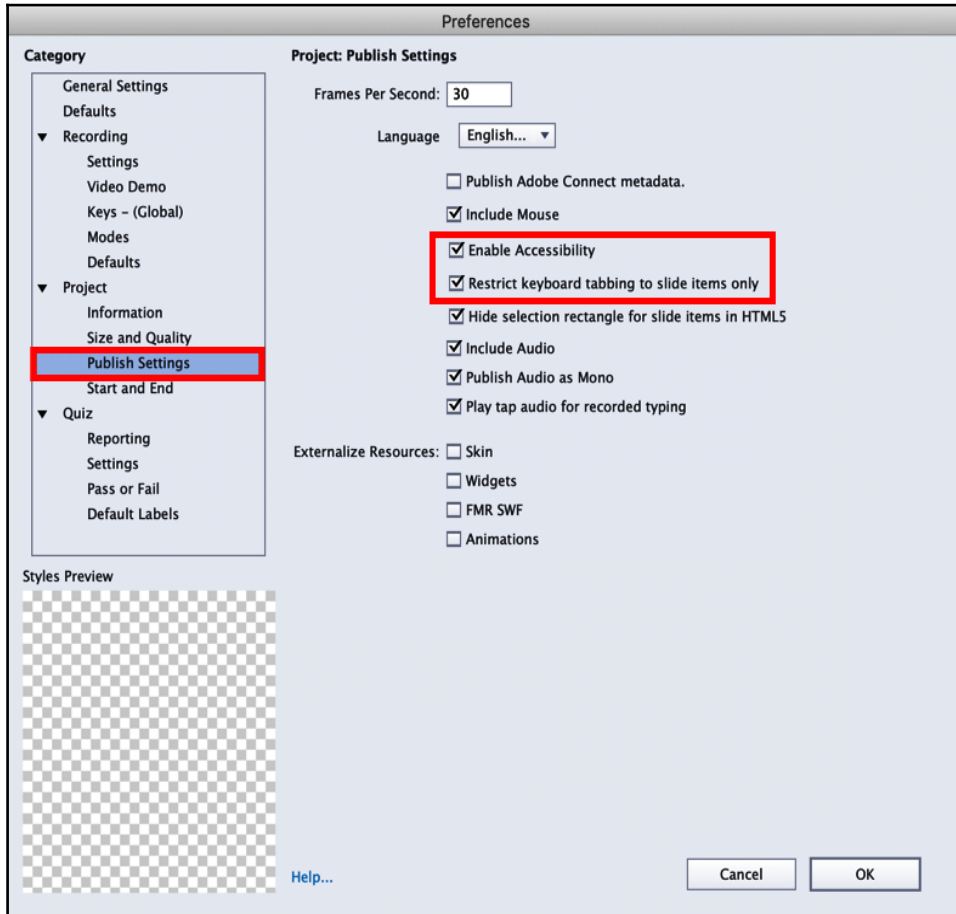 Preferences
Category
General Settings
Defaults
Recording
Settings
Video Demo
Keys – (Global)
Modes
Defaults
Project
Information
Size and Quality
Publish Settings
Start and End
Quiz
Reporting
Settings
Pass or Fail
Default Labels
Styles Preview
Project: Publish Settings
Frames Per Second: 30
Language English...
Publish Adobe Connect metadata.
Include Mouse
Enable Accessibility
Restrict keyboard tabbing to slide items only
Hide selection rectangle for slide items in HTML5
Include Audio
Publish Audio as Mono
Play tap audio for recorded typing
Externalize Resources: Skin
Widgets
FMR SWF
Animations
Help...
Cancel
OK